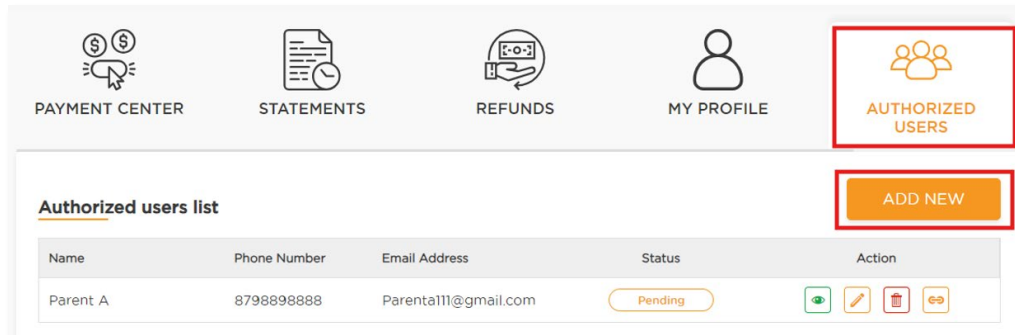 PAYMENT CENTER
STATEMENTS
REFUNDS
MY PROFILE
AUTHORIZED
USERS
Authorized users list
ADD NEW
Name Phone Number Email Address Status Action
Parent A 8798898888 Parenta111@gmail.com Pending